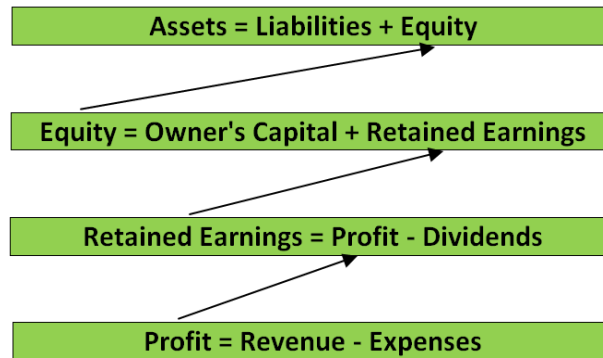 Assets = Liabilities + Equity
Equity = Owner's Capital + Retained Earnings
Retained Earnings = Profit - Dividends
Profit = Revenue - Expenses